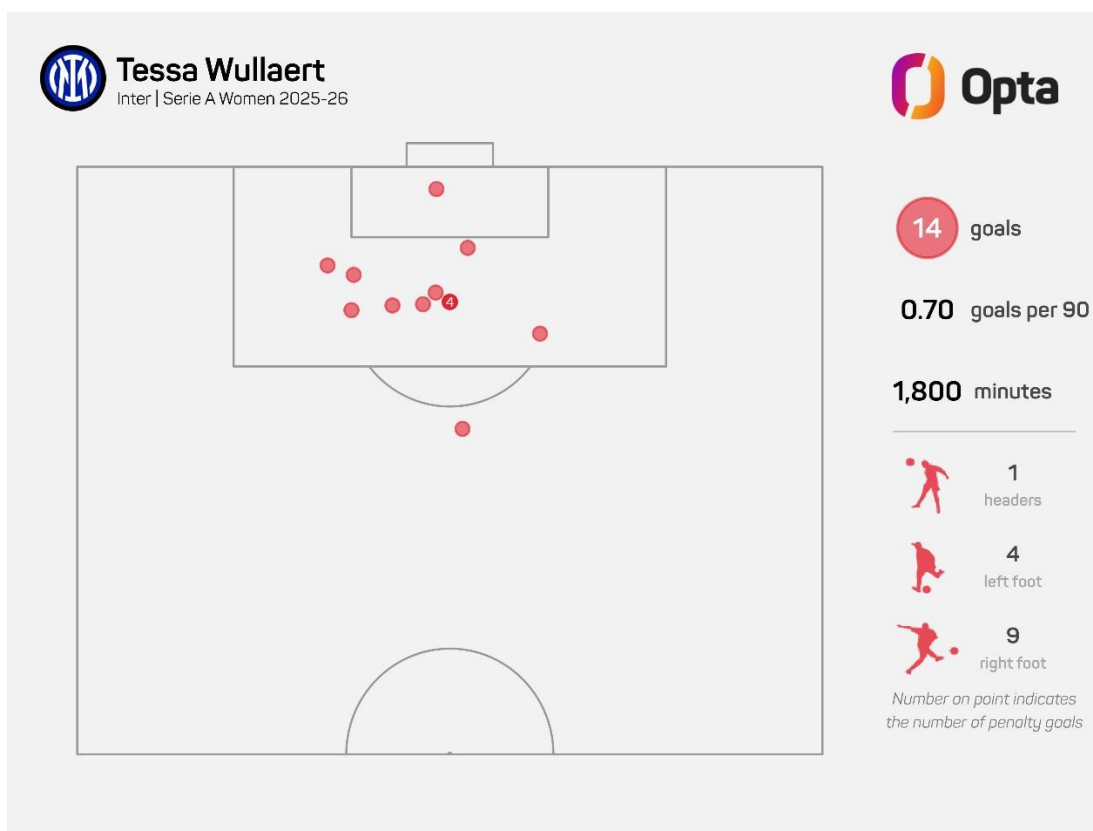 Tessa Wullaert
Inter | Serie A Women 2025-26
Opta
14 goals
0.70 goals per 90
4
1,800 minutes
1
headers
4
left foot
9
right foot
Number on point indicates
the number of penalty goals